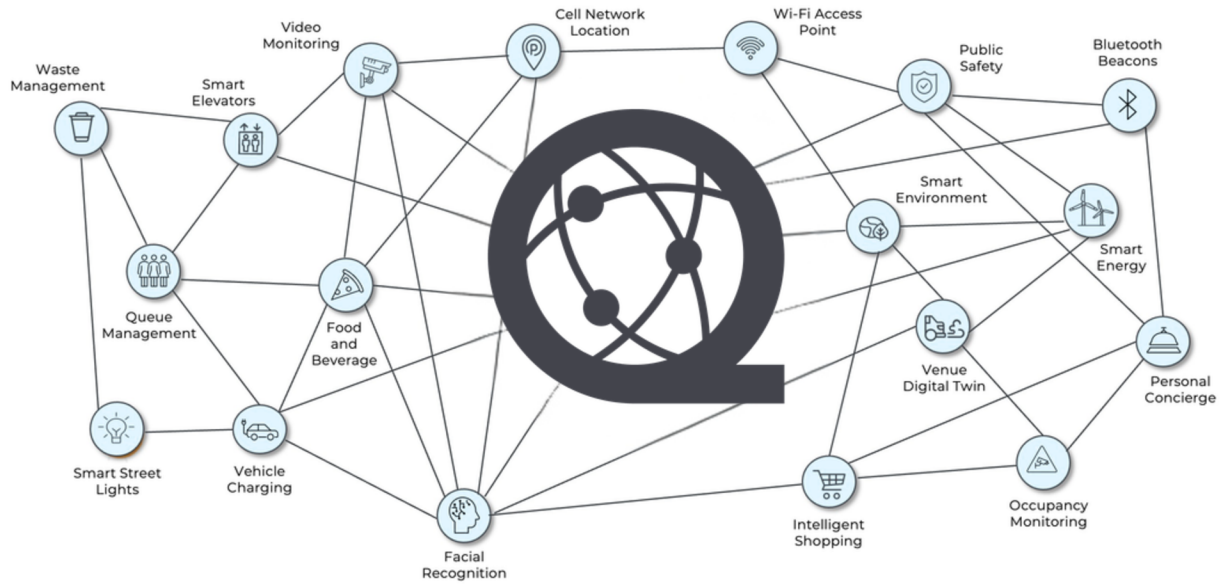 Cell Network
Location
Wi-Fi Access
Point
Video
Monitoring
Public
Safety
Bluetooth
Beacons
Waste
Management
Smart
Elevators
Smart
Environment
Smart
Energy
Queue
Management
Food
and
Beverage
Venue
Digital Twin
Personal
Concierge
Smart Street
Lights
Vehicle
Charging
Occupancy
Monitoring
Intelligent
Shopping
Facial
Recognition